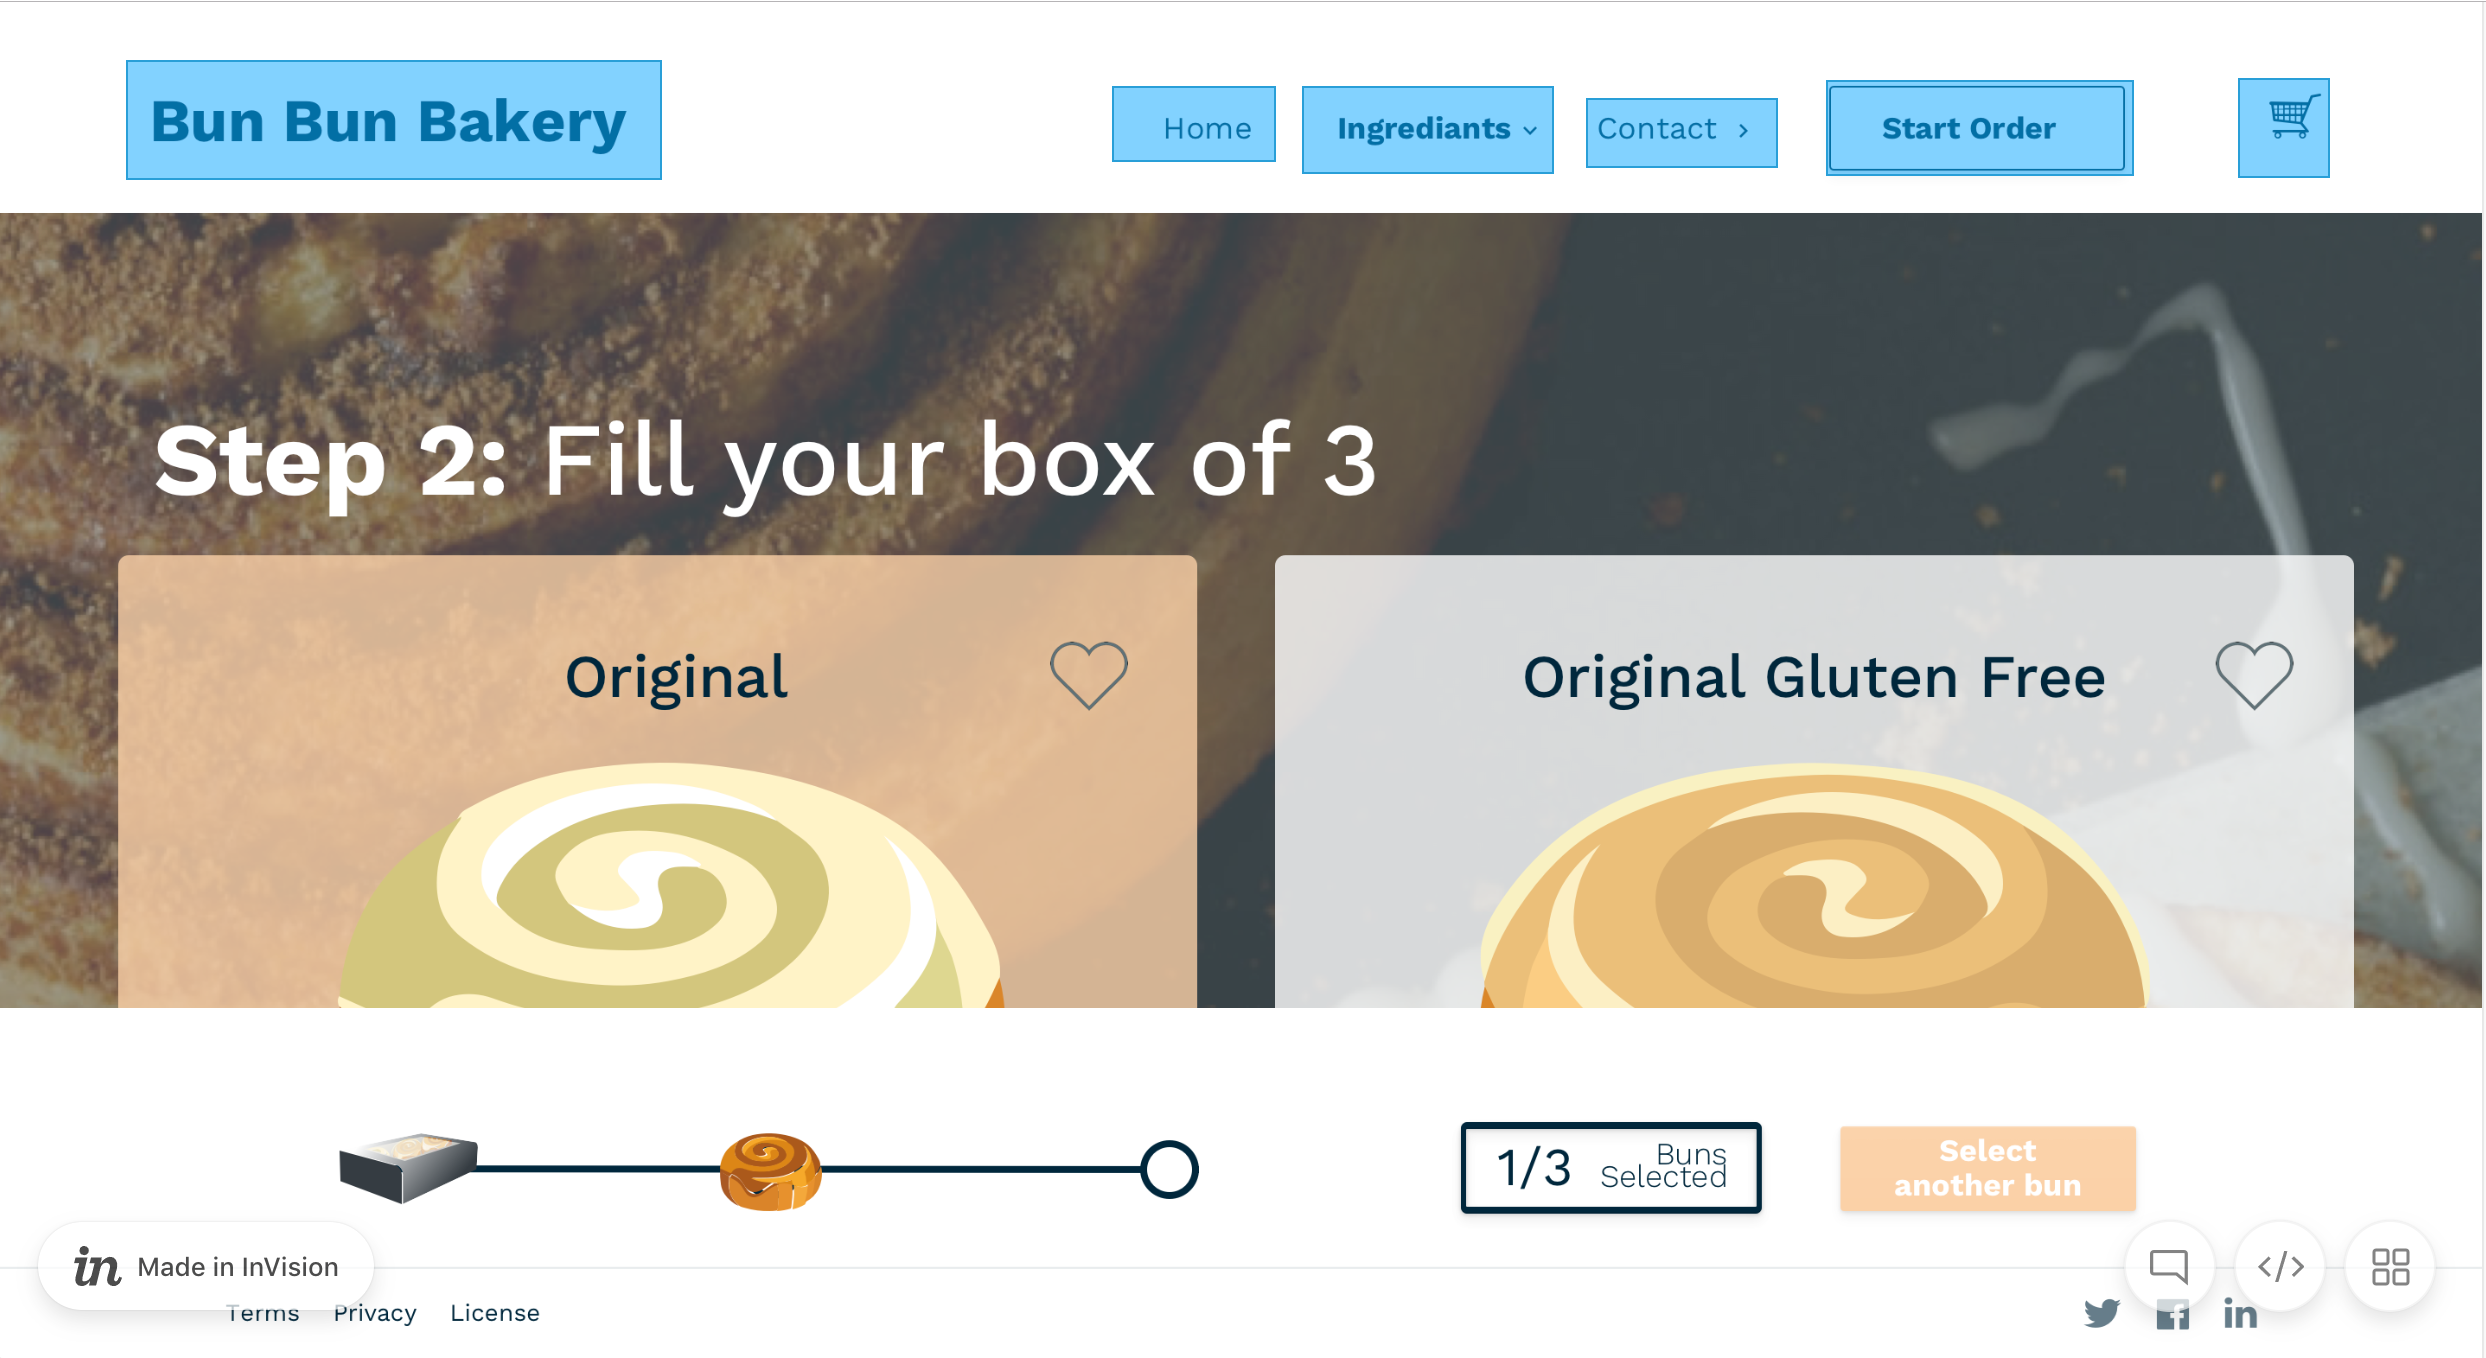 Bun Bun Bakery
Home
Ingrediants
Contact
Start Order
Step 2: Fill your box of 3
Original
Original Gluten Free
1/3
Buns
Selected
Select
another bun
in Made in InVision
Terms Privacy License